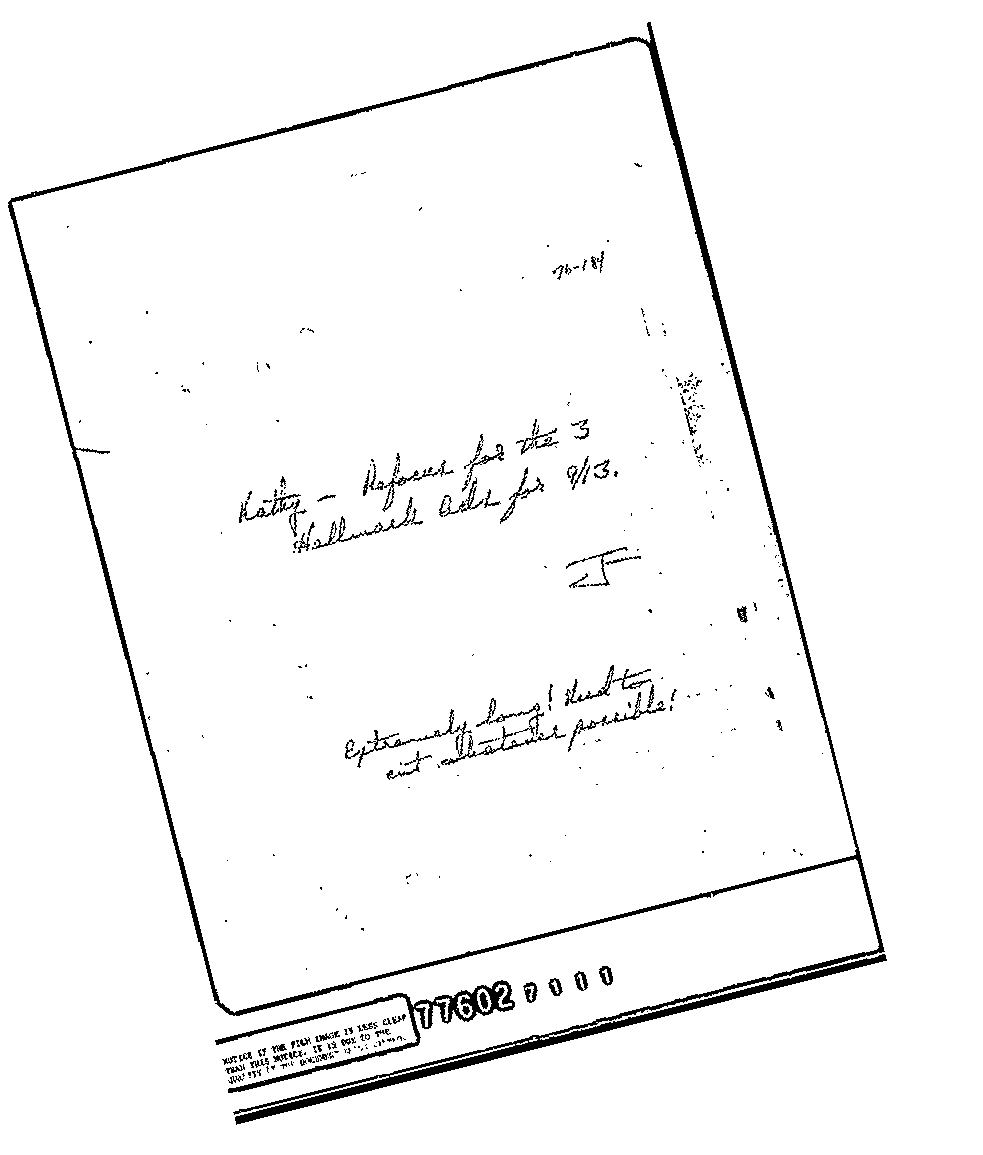 76-184
Kathy - Refocus for the 3
Hallmark Ads for 9/13.
Extremely long! Need to
cut whatever possible!
77602 7 0 0 0
NOTICE IF THE FILM IMAGE IS LESS CLEAR
THAN THIS NOTICE, IT IS DUE TO THE
QUALITY OF THE DOCUMENT